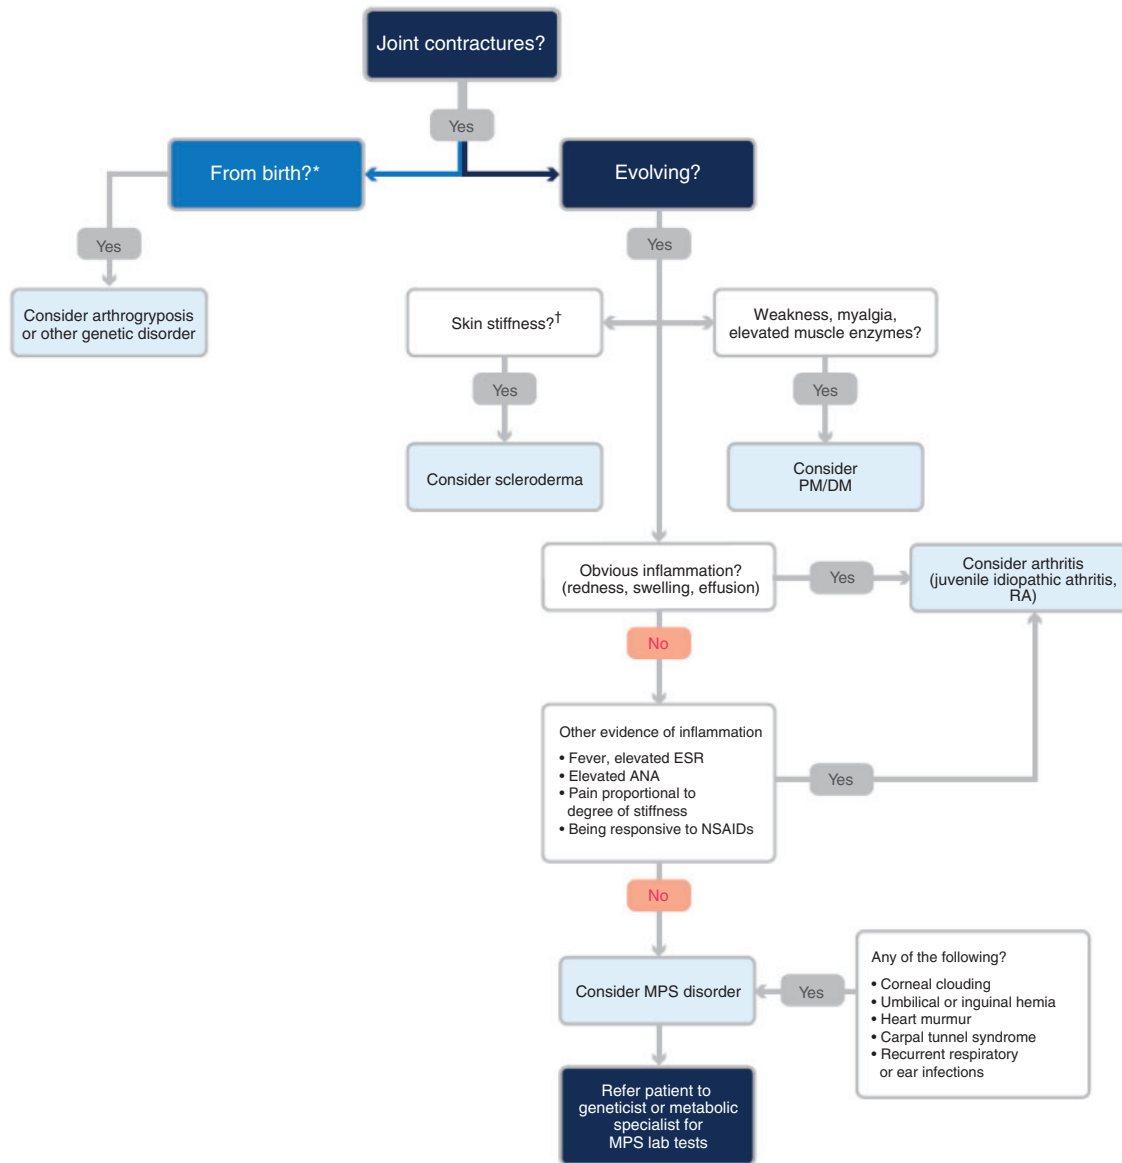 Joint contractures?
Yes
From birth?*
Evolving?
Yes
Yes
Consider arthrogryposis
or other genetic disorder
Skin stiffness?†
Weakness, myalgia,
elevated muscle enzymes?
Yes
Yes
Consider scleroderma
Consider
PM/DM
Obvious inflammation?
(redness, swelling, effusion)
Yes
Consider arthritis
(juvenile idiopathic athritis,
RA)
No
Other evidence of inflammation
• Fever, elevated ESR
• Elevated ANA
• Pain proportional to
degree of stiffness
• Being responsive to NSAIDs
Yes
No
Consider MPS disorder
Yes
Any of the following?
• Corneal clouding
• Umbilical or inguinal hemia
• Heart murmur
• Carpal tunnel syndrome
• Recurrent respiratory
or ear infections
Refer patient to
geneticist or metabolic
specialist for
MPS lab tests